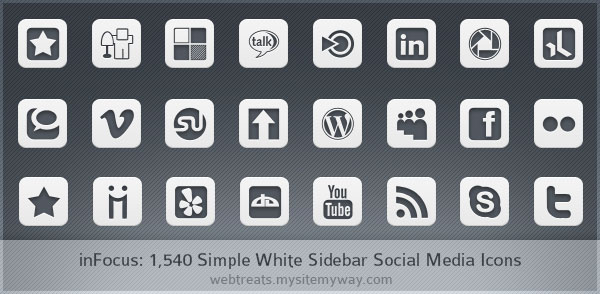 talk
in
W
f
You
Tube
S
t
inFocus: 1,540 Simple White Sidebar Social Media Icons
webtreats.mysitemyway.com